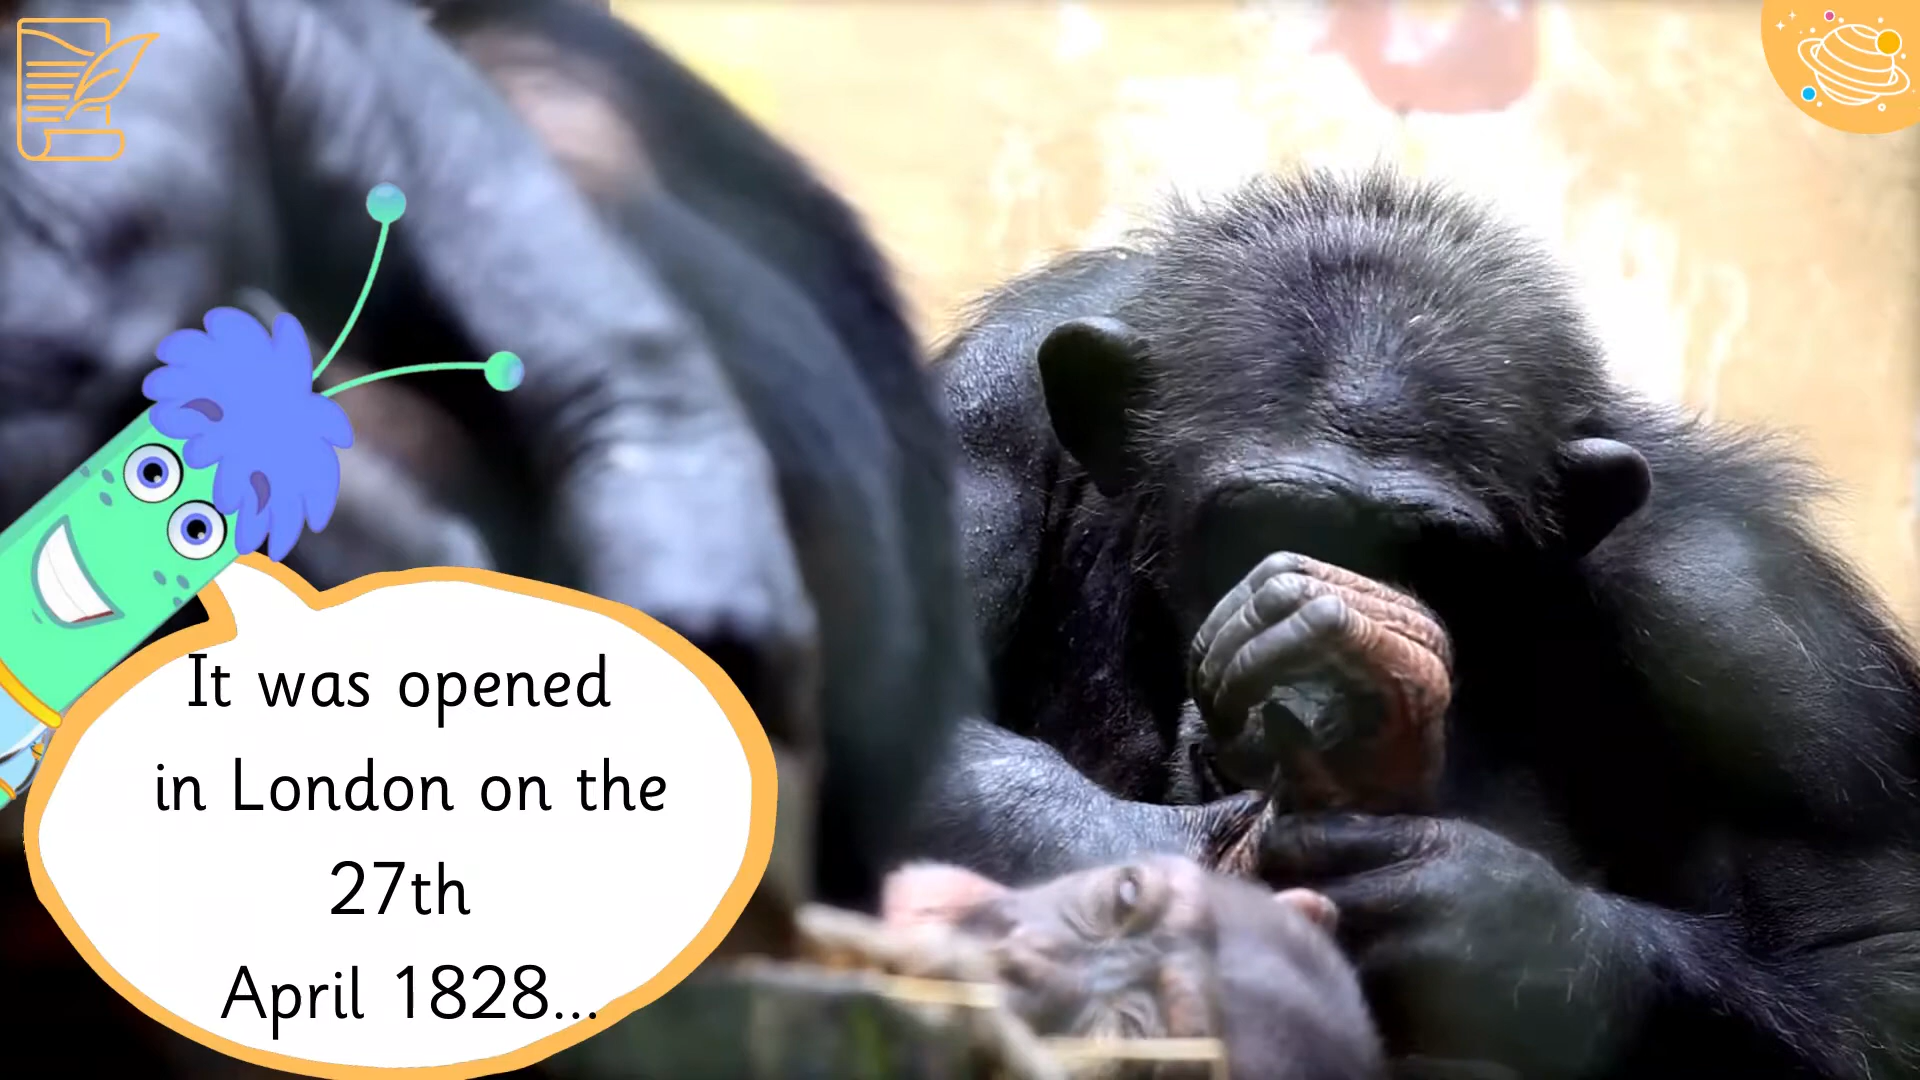 It was opened
in London on the
27th
April 1828...